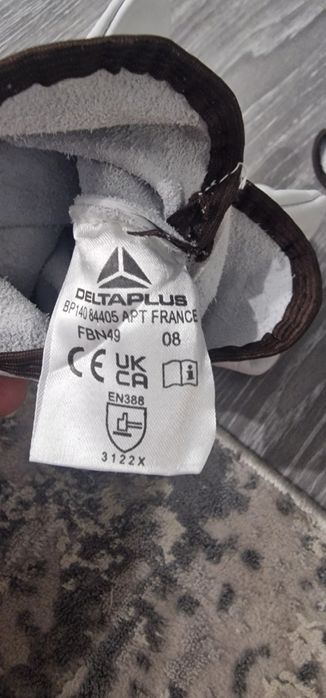 DELTAPLUS
BP140 84405 APT FRANCE
FBN49 08
CE UK CA i
EN388
3122X